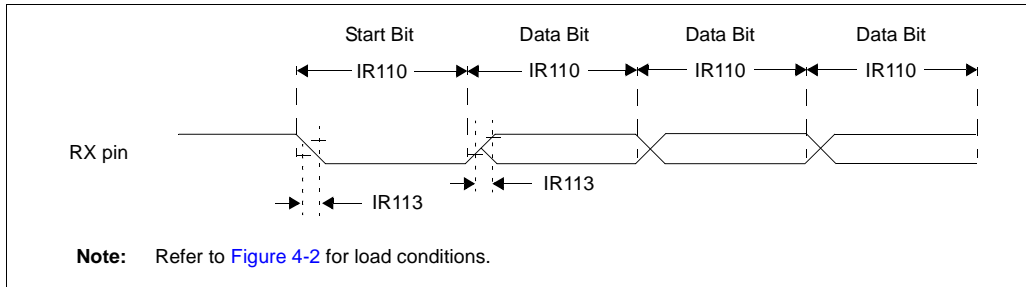 Start Bit Data Bit Data Bit Data Bit
IR110 IR110 IR110 IR110
RX pin
IR113 IR113
Note: Refer to Figure 4-2 for load conditions.